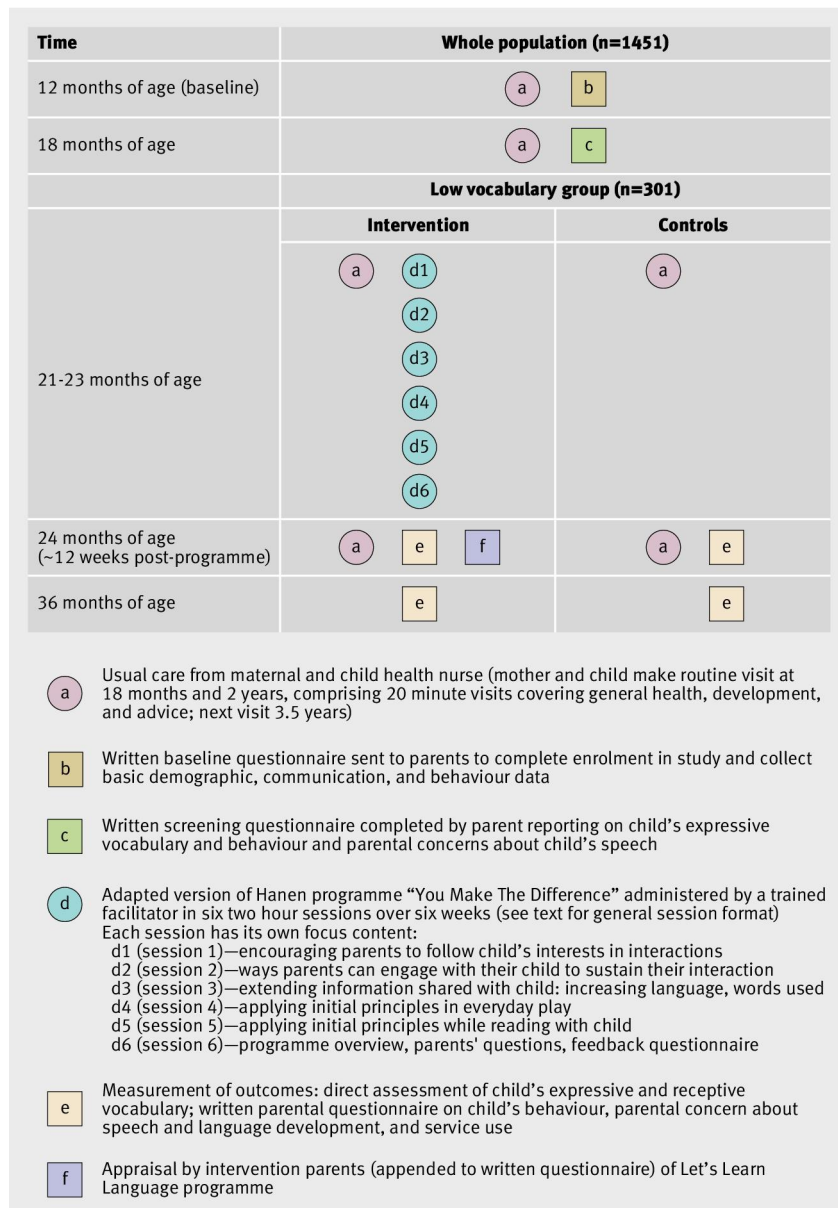 Time Whole population (n=1451)
12 months of age (baseline) a b
18 months of age a c
Low vocabulary group (n=301)
Intervention Controls
a d1 a
d2
d3
21-23 months of age
d4
d5
d6
24 months of age
(~12 weeks post-programme) a e f a e
36 months of age e e
a Usual care from maternal and child health nurse (mother and child make routine visit at
18 months and 2 years, comprising 20 minute visits covering general health, development,
and advice; next visit 3.5 years)
b Written baseline questionnaire sent to parents to complete enrolment in study and collect
basic demographic, communication, and behaviour data
c Written screening questionnaire completed by parent reporting on child's expressive
vocabulary and behaviour and parental concerns about child's speech
d Adapted version of Hanen programme “You Make The Difference” administered by a trained
facilitator in six two hour sessions over six weeks (see text for general session format)
Each session has its own focus content:
d1 (session 1)—encouraging parents to follow child's interests in interactions
d2 (session 2)—ways parents can engage with their child to sustain their interaction
d3 (session 3)—extending information shared with child: increasing language, words used
d4 (session 4)—applying initial principles in everyday play
d5 (session 5)—applying initial principles while reading with child
d6 (session 6)—programme overview, parents' questions, feedback questionnaire
e Measurement of outcomes: direct assessment of child's expressive and receptive
vocabulary; written parental questionnaire on child's behaviour, parental concern about
speech and language development, and service use
f Appraisal by intervention parents (appended to written questionnaire) of Let's Learn
Language programme